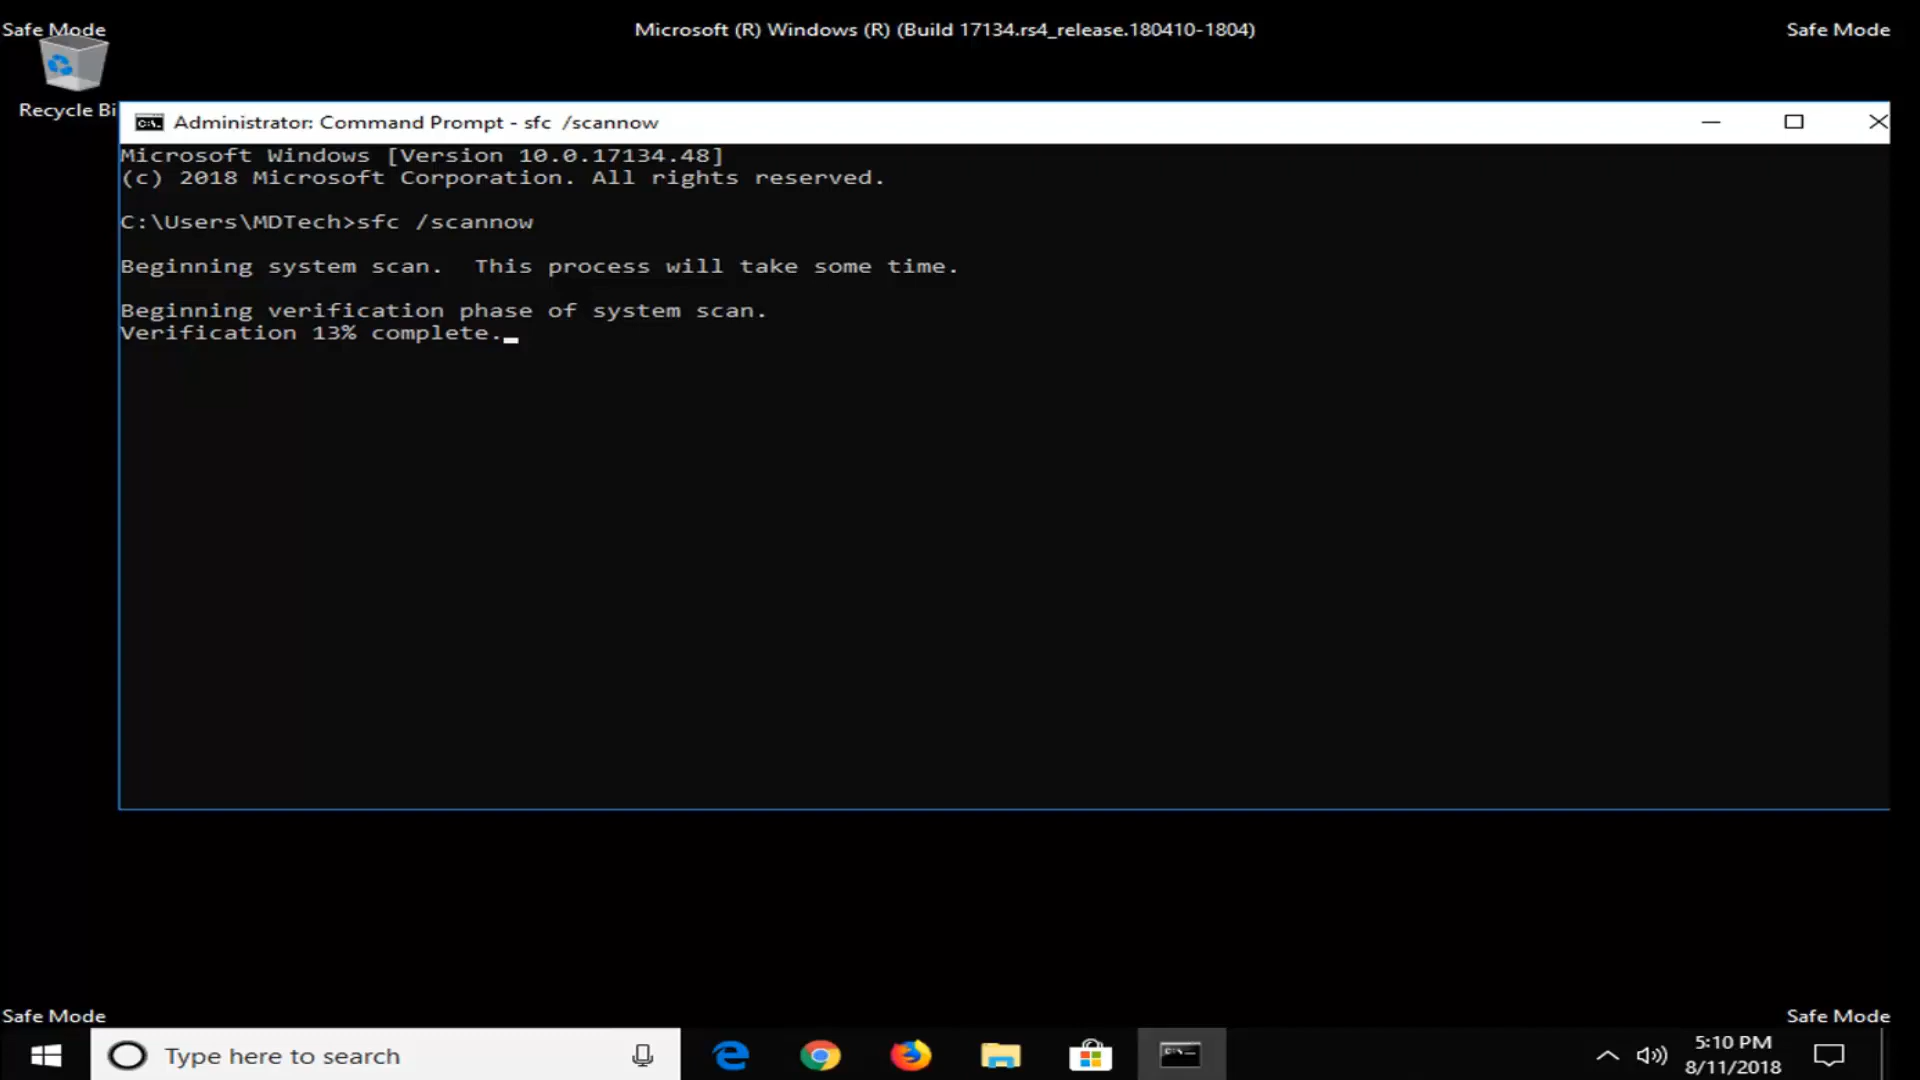 Safe Mode
Microsoft (R) Windows (R) (Build 17134.rs4_release.180410-1804)
Safe Mode
Recycle Bi
Administrator: Command Prompt - sfc  /scannow
Microsoft Windows [Version 10.0.17134.48]
(c) 2018 Microsoft Corporation. All rights reserved.
C:\Users\MDTech>sfc /scannow
Beginning system scan.  This process will take some time.
Beginning verification phase of system scan.
Verification 13% complete.
Safe Mode
Safe Mode
Type here to search
5:10 PM
8/11/2018